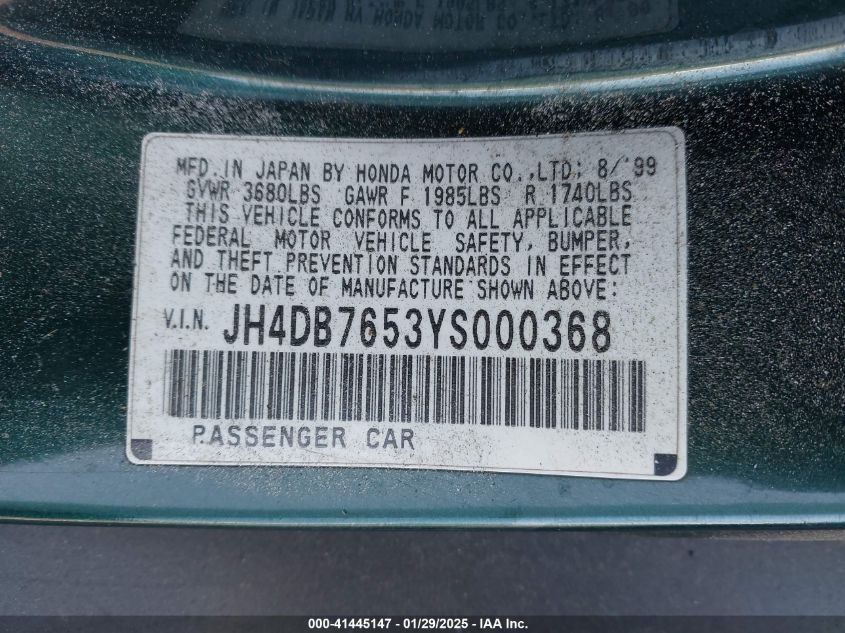 MFD. IN JAPAN BY HONDA MOTOR CO., LTD; 8/'99
GVWR 3680LBS GAWR F 1985LBS R 1740LBS
THIS VEHICLE CONFORMS TO ALL APPLICABLE
FEDERAL MOTOR VEHICLE SAFETY, BUMPER,
AND THEFT PREVENTION STANDARDS IN EFFECT
ON THE DATE OF MANUFACTURE SHOWN ABOVE:
V.I.N. JH4DB7653YS000368
PASSENGER CAR
000-41445147 - 01/29/2025 - IAA Inc.